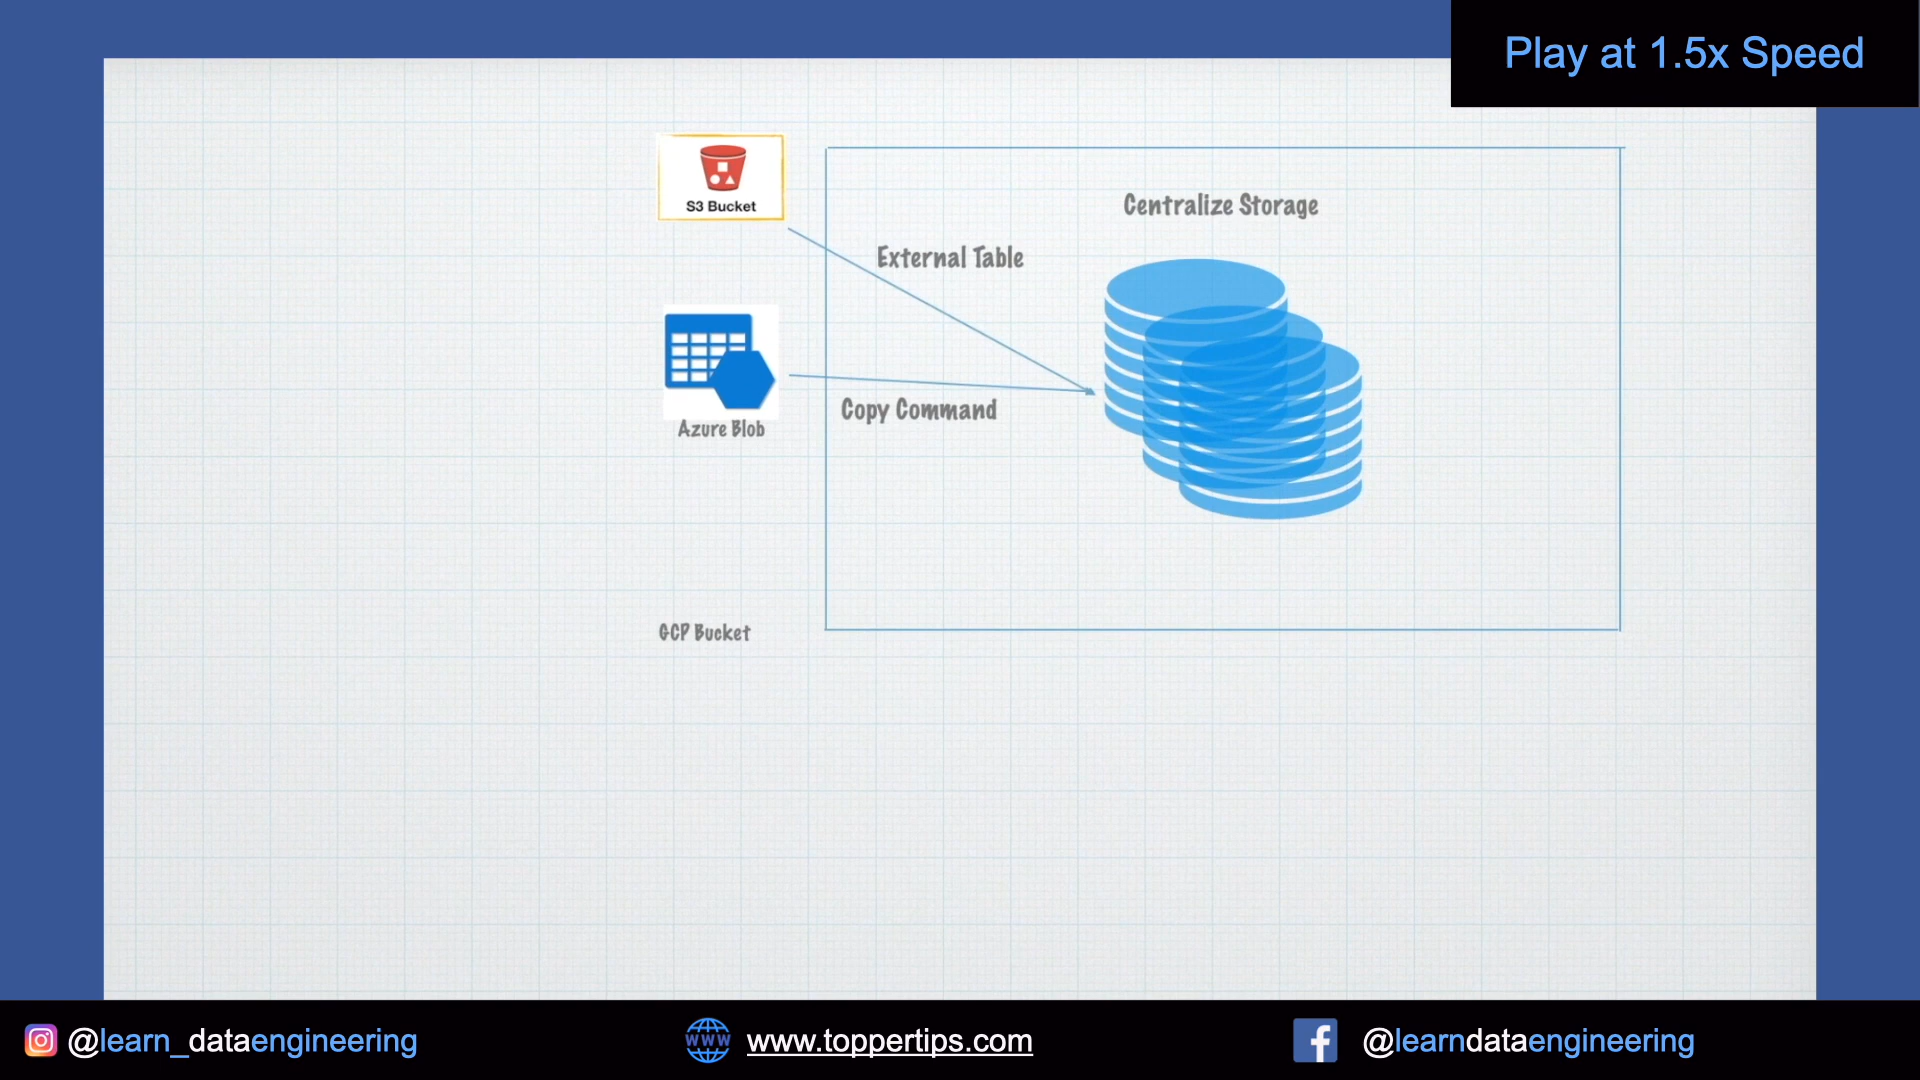 Play at 1.5x Speed
S3 Bucket
Centralize Storage
External Table
Azure Blob
Copy Command
GCP Bucket
@learn_dataengineering
WWW
www.toppertips.com
@learndataengineering